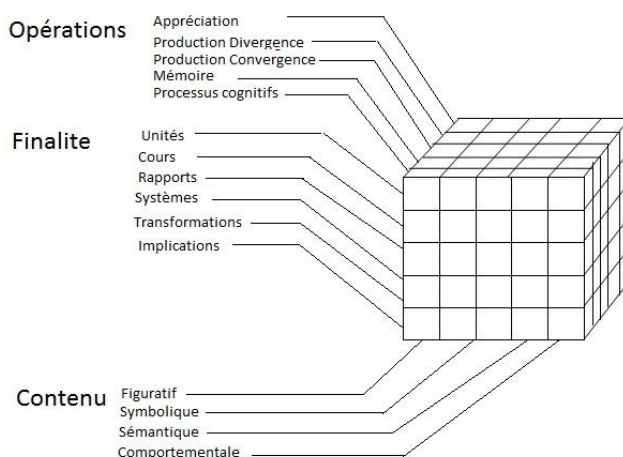 Opérations
Appréciation
Production Divergence
Production Convergence
Mémoire
Processus cognitifs
Finalite
Unités
Cours
Rapports
Systèmes
Transformations
Implications
Contenu
Figuratif
Symbolique
Sémantique
Comportementale